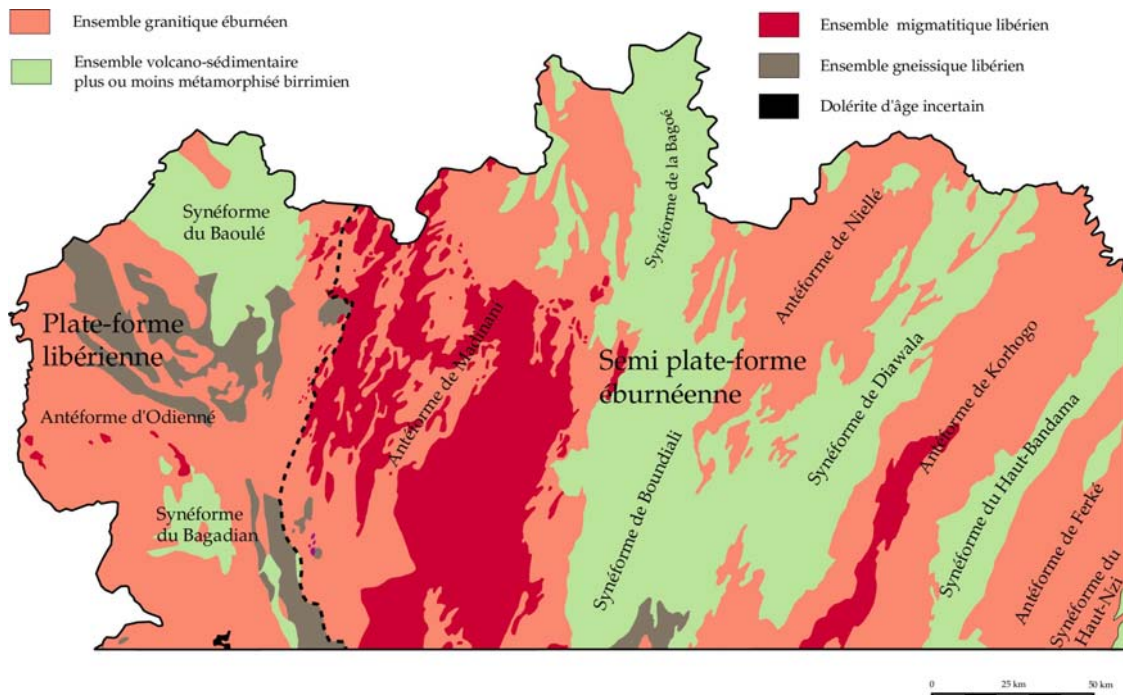 Ensemble granitique éburnéen
Ensemble volcano-sédimentaire
plus ou moins métamorphisé birrimien
Ensemble migmatitique libérien
Ensemble gneissique libérien
Dolérite d'âge incertain
Synéforme
du Baoulé
Synéforme de la Bagoé
Antéforme de Niellé
Plate-forme
libérienne
Antéforme de Madinani
Semi plate-forme
éburnéenne
Synéforme de Diawala
Antéforme de Korhogo
Antéforme d'Odienné
Synéforme
du Bagadian
Synéforme de Boundiali
Synéforme du Haut-Bandama
Antéforme de Ferké
Synéforme du
Haut-Nzi
0 25 km 50 km